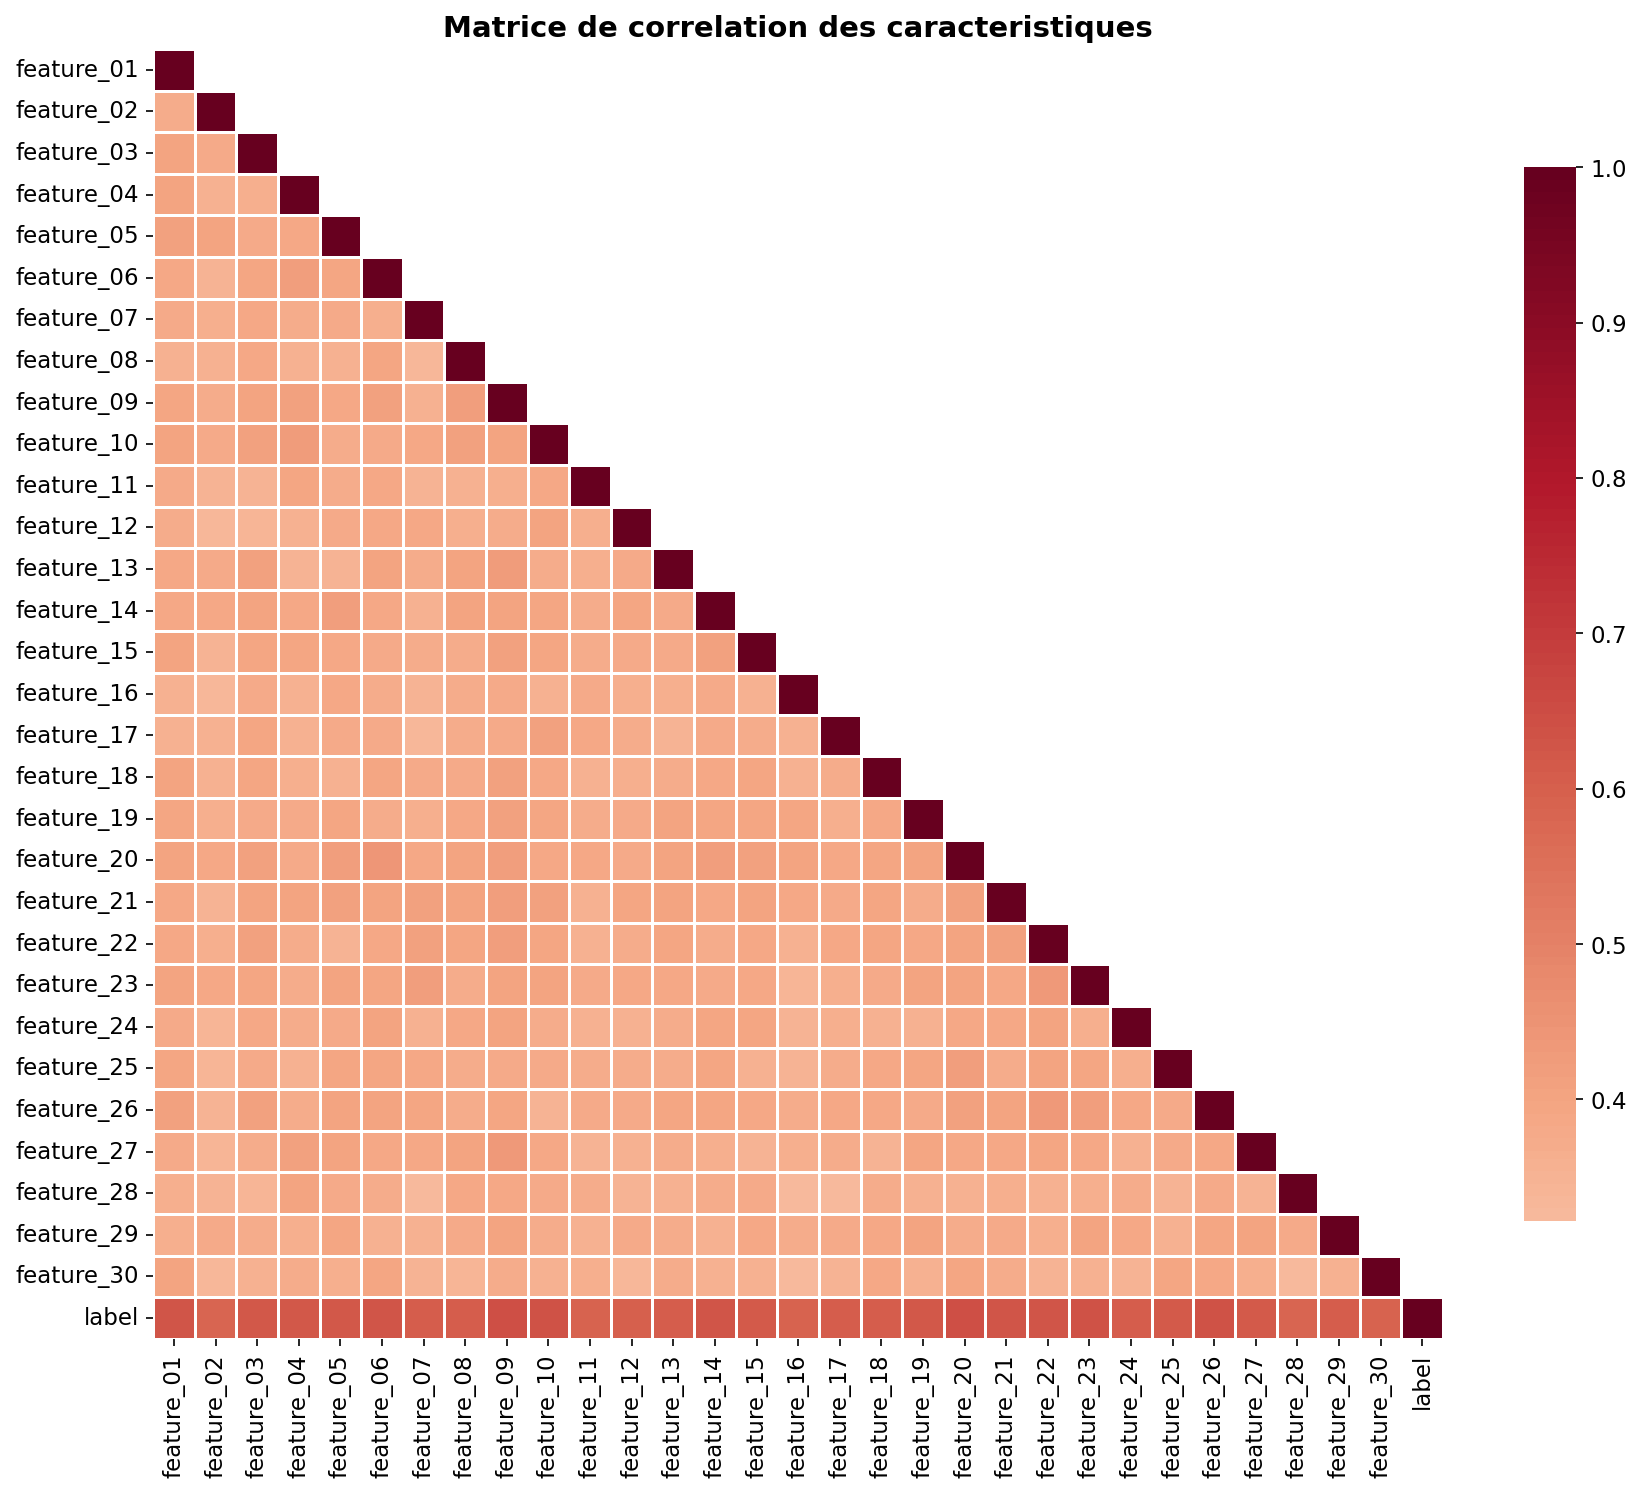 Matrice de correlation des caracteristiques
feature_01
feature_02
feature_03
feature_04
feature_05
feature_06
feature_07
feature_08
feature_09
feature_10
feature_11
feature_12
feature_13
feature_14
feature_15
feature_16
feature_17
feature_18
feature_19
feature_20
feature_21
feature_22
feature_23
feature_24
feature_25
feature_26
feature_27
feature_28
feature_29
feature_30
label
feature_01
feature_02
feature_03
feature_04
feature_05
feature_06
feature_07
feature_08
feature_09
feature_10
feature_11
feature_12
feature_13
feature_14
feature_15
feature_16
feature_17
feature_18
feature_19
feature_20
feature_21
feature_22
feature_23
feature_24
feature_25
feature_26
feature_27
feature_28
feature_29
feature_30
label
1.0
0.9
0.8
0.7
0.6
0.5
0.4